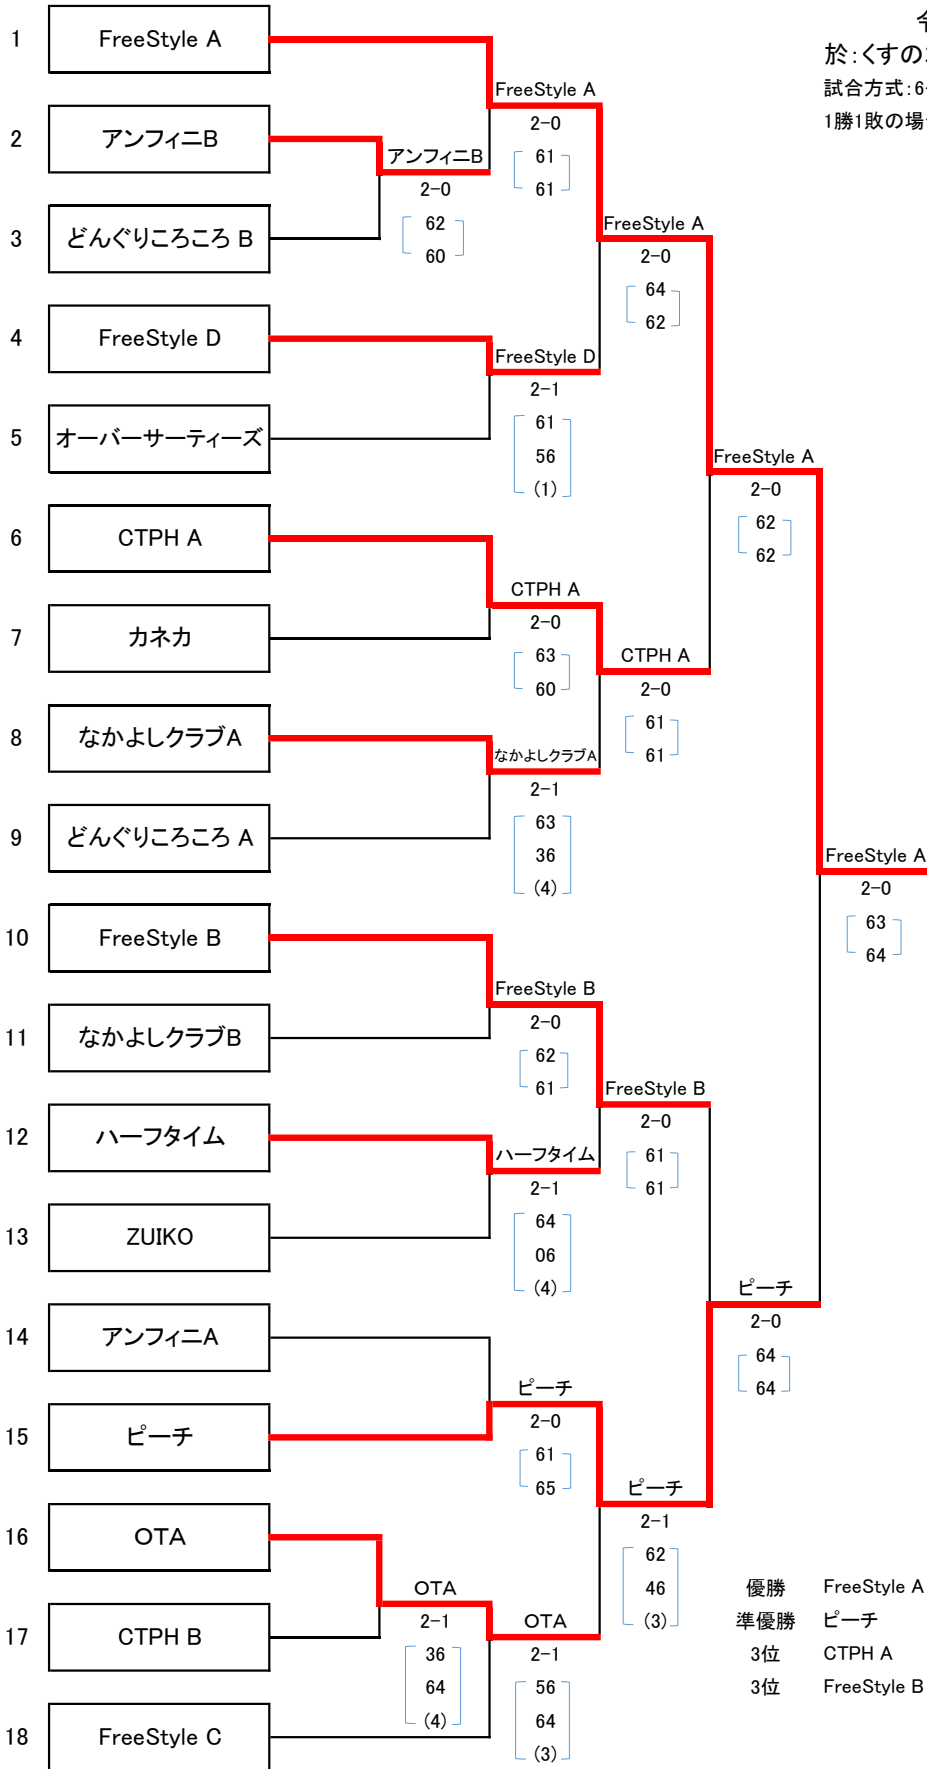 令
於：くすの
試合方式：6
1勝1敗の場
1 FreeStyle A
FreeStyle A
2-0
61
61
2 アンフィニB
アンフィニB
2-0
62
60
3 どんぐりころころ B
FreeStyle A
2-0
64
62
4 FreeStyle D
FreeStyle D
2-1
61
56
(1)
5 オーバーサーティーズ
FreeStyle A
2-0
62
62
6 CTPH A
CTPH A
2-0
63
60
7 カネカ
CTPH A
2-0
61
61
8 なかよしクラブA
なかよしクラブA
2-1
63
36
(4)
9 どんぐりころころ A
FreeStyle A
2-0
63
64
10 FreeStyle B
FreeStyle B
2-0
62
61
11 なかよしクラブB
FreeStyle B
2-0
61
61
12 ハーフタイム
ハーフタイム
2-1
64
06
(4)
13 ZUIKO
ピーチ
2-0
64
64
14 アンフィニA
ピーチ
2-0
61
65
15 ピーチ
ピーチ
2-1
62
46
(3)
16 OTA
OTA
2-1
36
64
(4)
17 CTPH B
OTA
2-1
56
64
(3)
18 FreeStyle C
優勝 FreeStyle A
準優勝 ピーチ
3位 CTPH A
3位 FreeStyle B